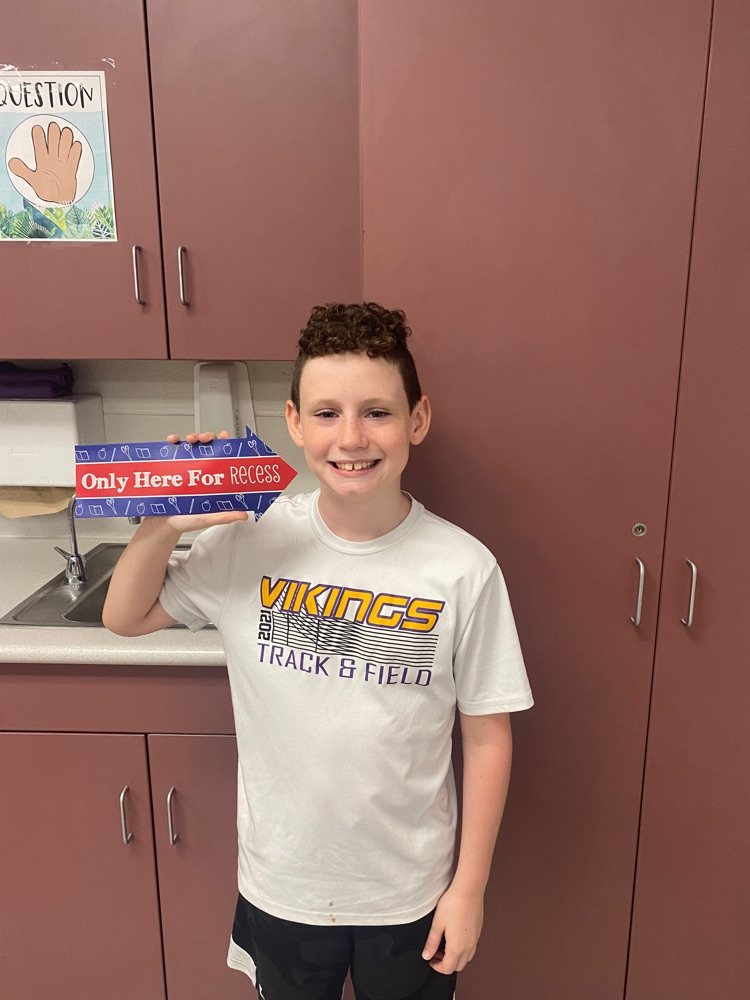 QUESTION
Only Here For RECESS
VIKINGS
2021
TRACK & FIELD